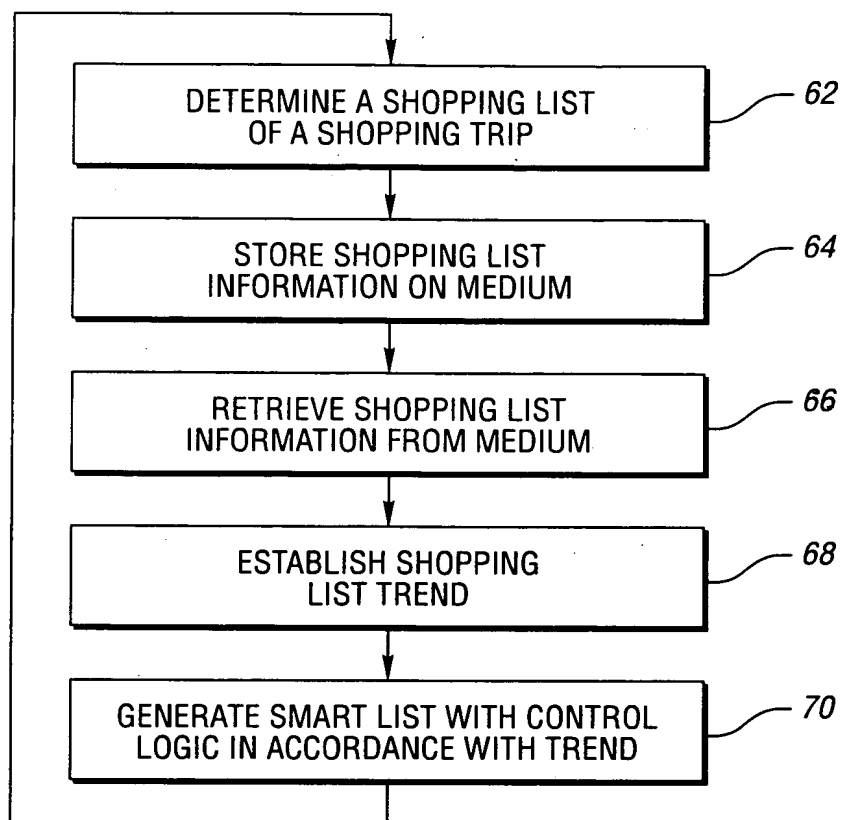 DETERMINE A SHOPPING LIST
OF A SHOPPING TRIP
62
STORE SHOPPING LIST
INFORMATION ON MEDIUM
64
RETRIEVE SHOPPING LIST
INFORMATION FROM MEDIUM
66
ESTABLISH SHOPPING
LIST TREND
68
GENERATE SMART LIST WITH CONTROL
LOGIC IN ACCORDANCE WITH TREND
70